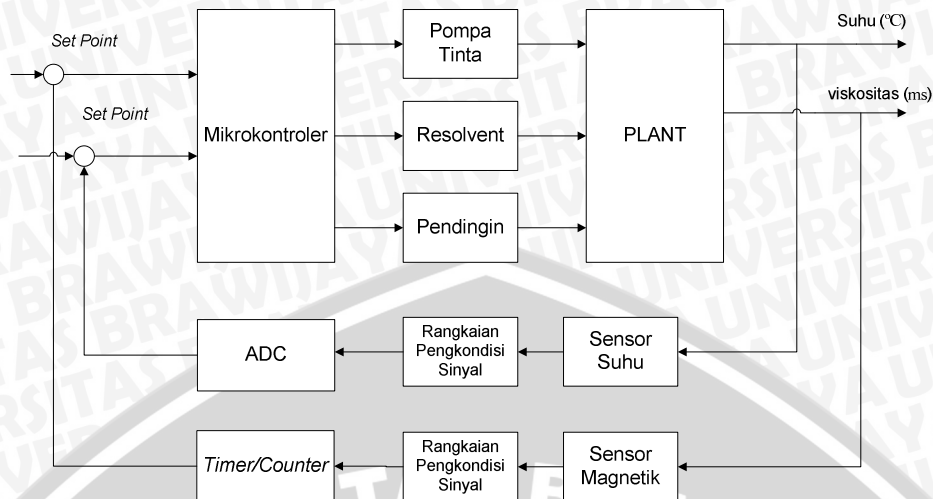 Set Point
Set Point
Mikrokontroler
Pompa
Tinta
Resolvent
Pendingin
PLANT
Suhu (°C)
viskositas (ms)
ADC
Rangkaian
Pengkondisi
Sinyal
Sensor
Suhu
Timer/Counter
Rangkaian
Pengkondisi
Sinyal
Sensor
Magnetik